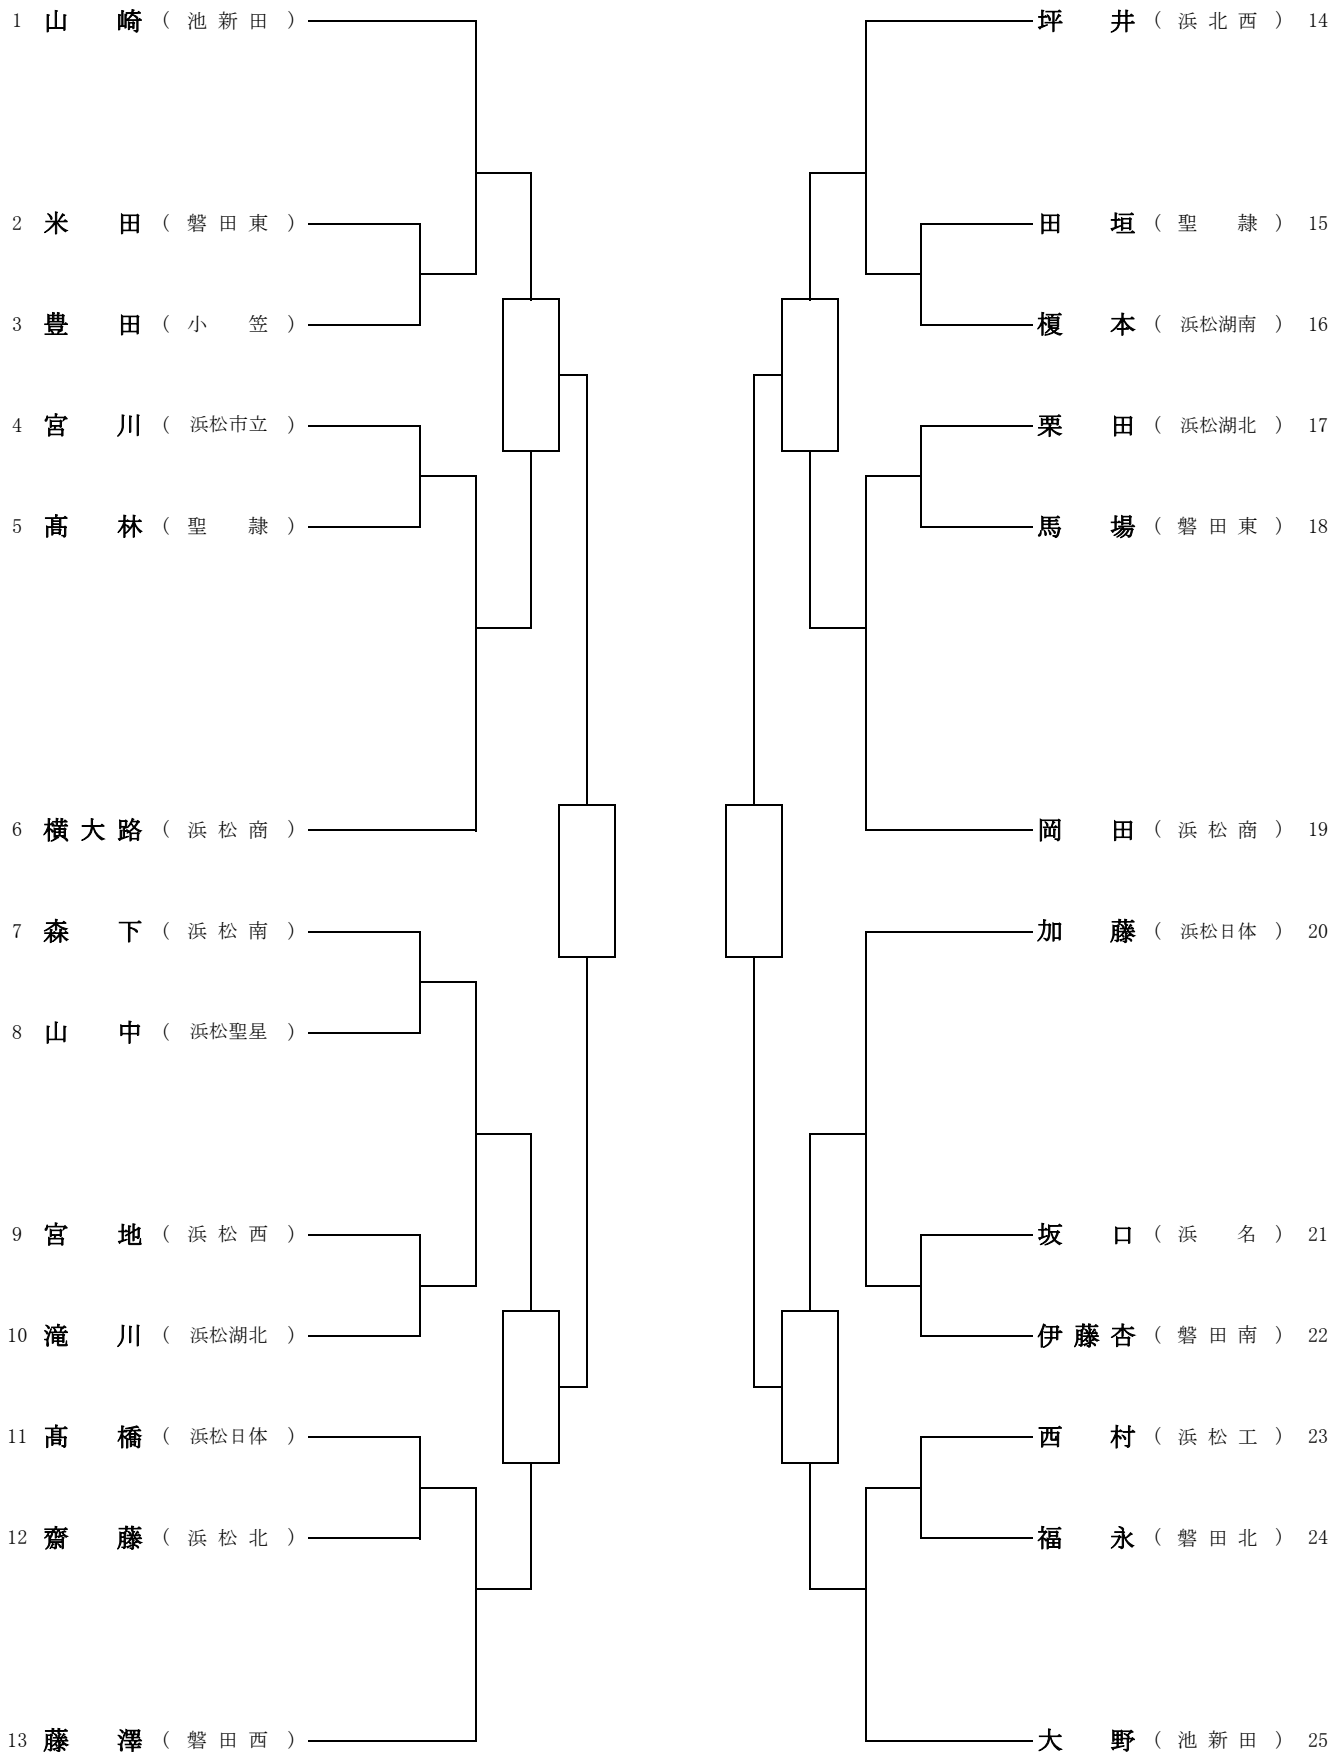 1 山崎 （ 池新田 ）
2 米田 （ 磐田東 ）
3 豊田 （ 小笠 ）
4 宮川 （ 浜松市立 ）
5 髙林 （ 聖隷 ）
6 横大路 （ 浜松商 ）
7 森下 （ 浜松南 ）
8 山中 （ 浜松聖星 ）
9 宮地 （ 浜松西 ）
10 滝川 （ 浜松湖北 ）
11 髙橋 （ 浜松日体 ）
12 齋藤 （ 浜松北 ）
13 藤澤 （ 磐田西 ）
坪井 （ 浜北西 ） 14
田垣 （ 聖隷 ） 15
榎本 （ 浜松湖南 ） 16
栗田 （ 浜松湖北 ） 17
馬場 （ 磐田東 ） 18
岡田 （ 浜松商 ） 19
加藤 （ 浜松日体 ） 20
坂口 （ 浜名 ） 21
伊藤杏 （ 磐田南 ） 22
西村 （ 浜松工 ） 23
福永 （ 磐田北 ） 24
大野 （ 池新田 ） 25